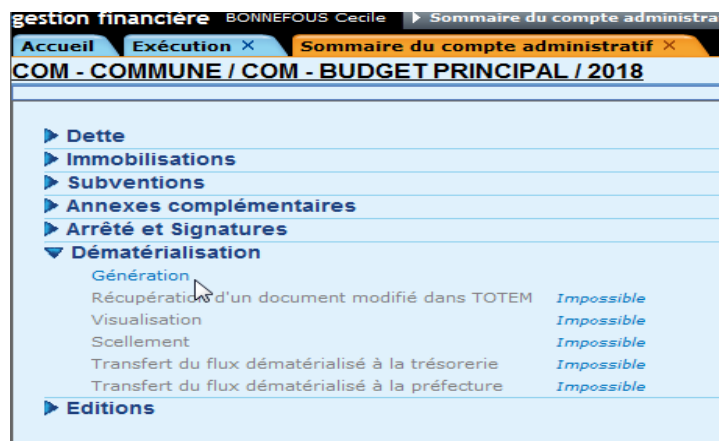 gestion financière BONNEFOUS Cecile Sommaire du compte administra
Accueil Exécution × Sommaire du compte administratif ×
COM - COMMUNE / COM - BUDGET PRINCIPAL / 2018
Dette
Immobilisations
Subventions
Annexes complémentaires
Arrêté et Signatures
Dématérialisation
Génération
Récupération d'un document modifié dans TOTEM Impossible
Visualisation Impossible
Scellement Impossible
Transfert du flux dématérialisé à la trésorerie Impossible
Transfert du flux dématérialisé à la préfecture Impossible
Editions